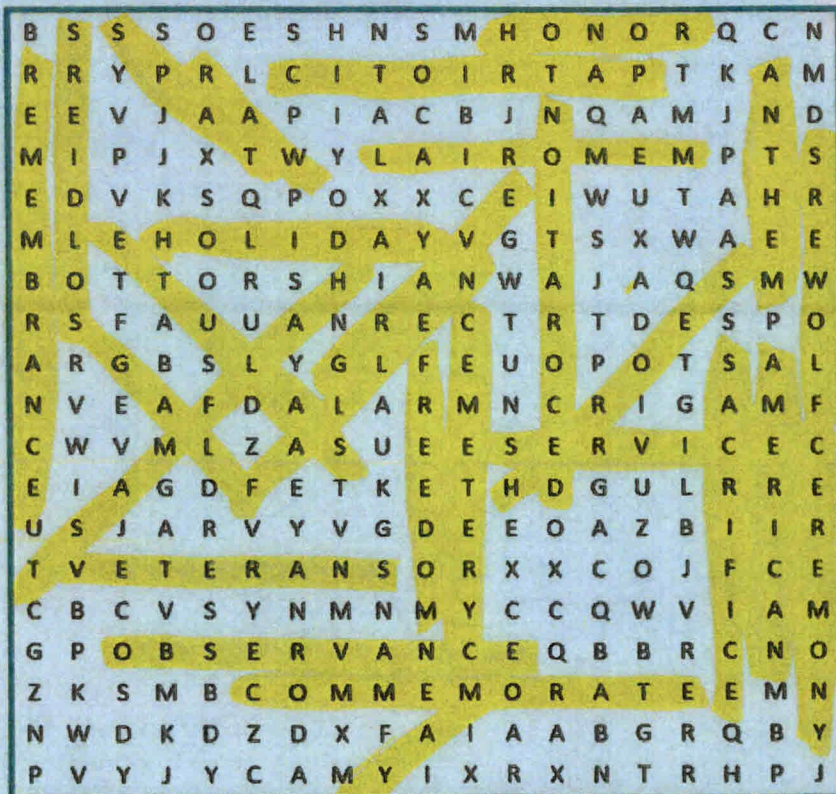 B S S S O E S H N S M H O N O R Q C N
R R Y P R L C I T O I R T A P T K A M
E E V J A A P I A C B J N Q A M J N D
M I P J X T W Y L A I R O M E M P T S
E D V K S Q P O X X C E I W U T A H R
M L E H O L I D A Y V G T S X W A E E
B O T T O R S H I A N W A J A Q S M W
R S F A U U A N R E C T R T D E S P O
A R G B S L Y G L F E U O P O T S A L
N V E A F D A L A R M N C R I G A M F
C W V M L Z A S U E E S E R V I C E C
E I A G D F E T K E T H D G U L R R E
U S J A R V Y V G D E E O A Z B I I R
T V E T E R A N S O R X X C O J F C E
C B C V S Y N M N M Y C C Q W V I A M
G P O B S E R V A N C E Q B B R C N O
Z K S M B C O M M E M O R A T E E M N
N W D K D Z D X F A I A A B G R Q B Y
P V Y J Y C A M Y I X R X N T R H P J